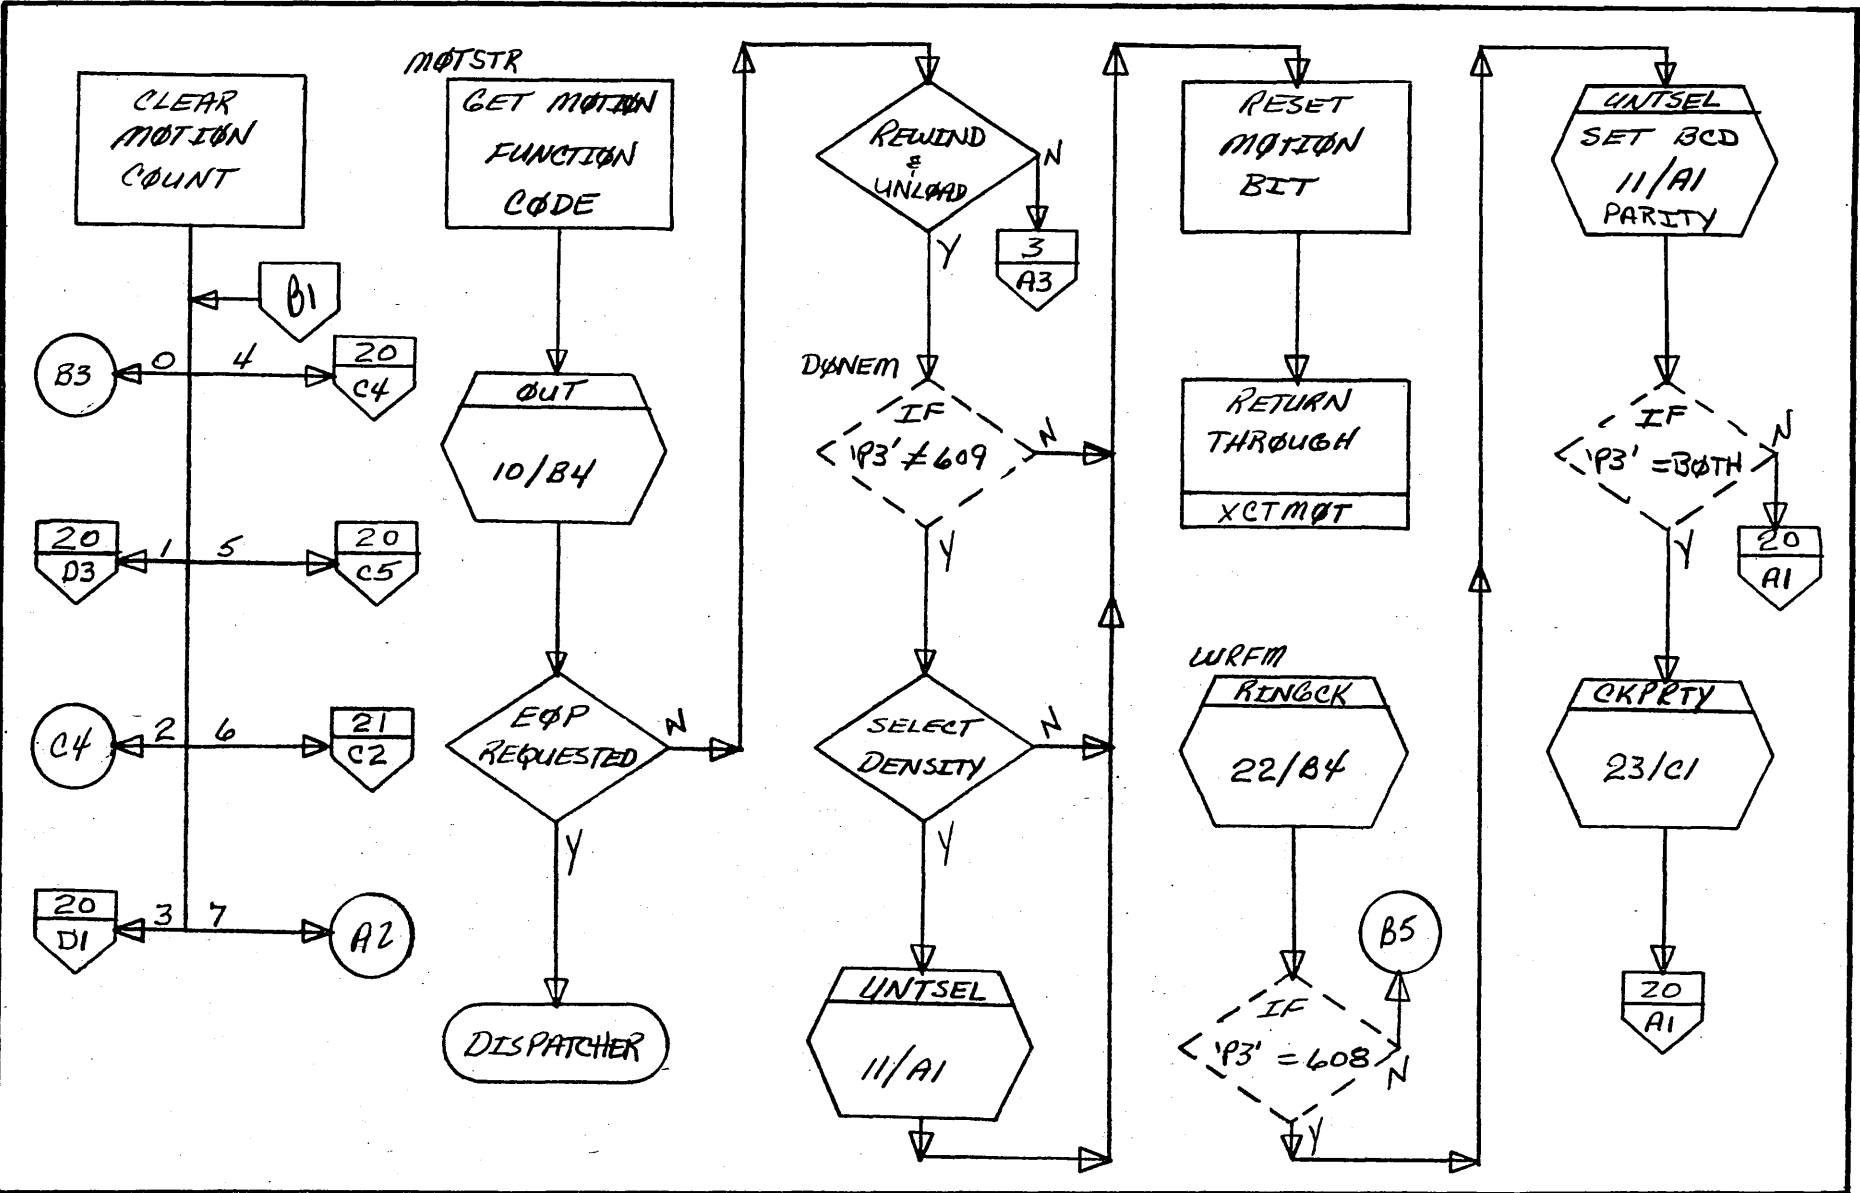 CLEAR
MØTIØN
CØUNT
B1
B3
0
4
20
C4
20
D3
1
5
20
C5
C4
2
6
21
C2
20
D1
3
7
A2
MØTSTR
GET MØTIØN
FUNCTIØN
CØDE
ØUT
10/B4
EØP
REQUESTED
N
Y
DISPATCHER
REWIND
&
UNLØAD
N
Y
3
A3
DØNEM
IF
'P3' ≠ 609
N
Y
SELECT
DENSITY
N
Y
UNTSEL
11/A1
RESET
MØTIØN
BIT
RETURN
THRØUGH
XCTMØT
WRFM
RINGCK
22/B4
B5
IF
'P3' = 608
N
Y
UNTSEL
SET BCD
11/A1
PARITY
IF
'P3' = BØTH
N
Y
20
A1
CKPRTY
23/C1
20
A1